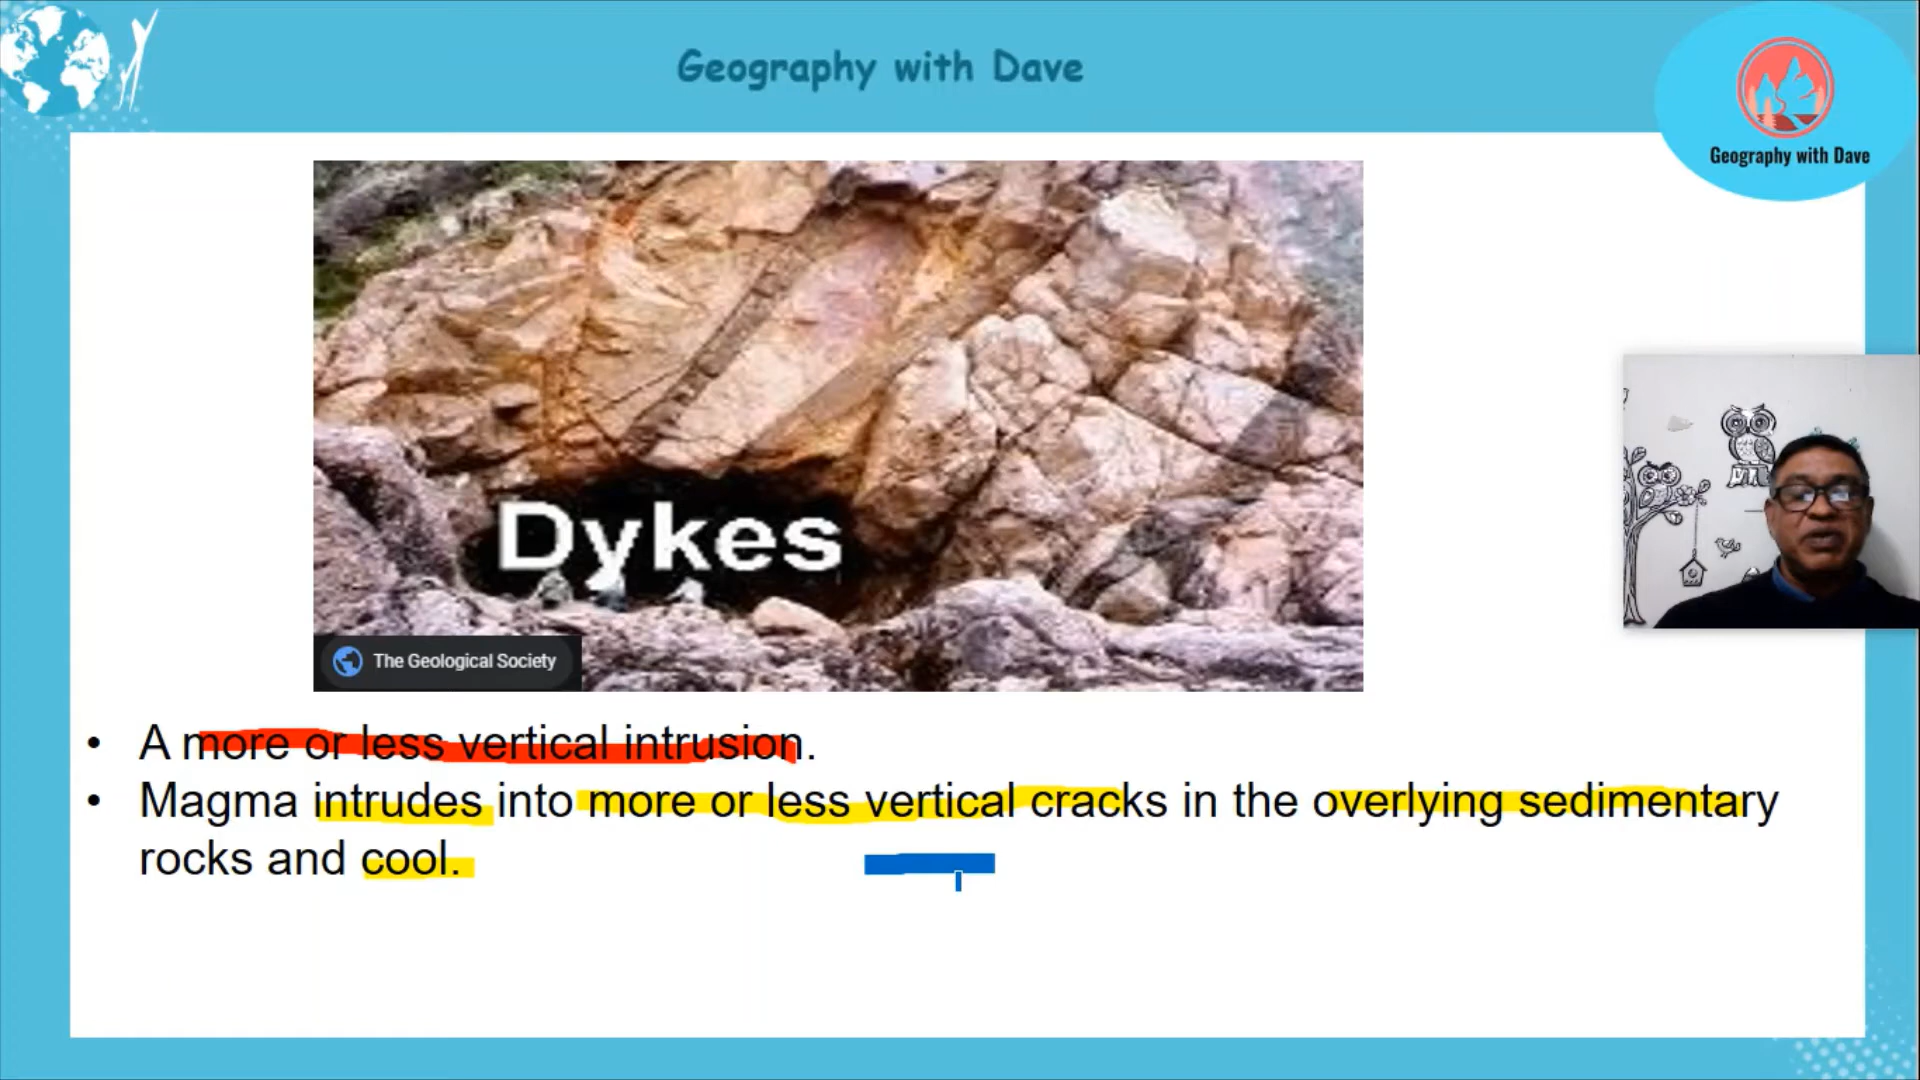 Geography with Dave
Geography with Dave
Dykes
The Geological Society
• A more or less vertical intrusion.
• Magma intrudes into more or less vertical cracks in the overlying sedimentary
rocks and cool.